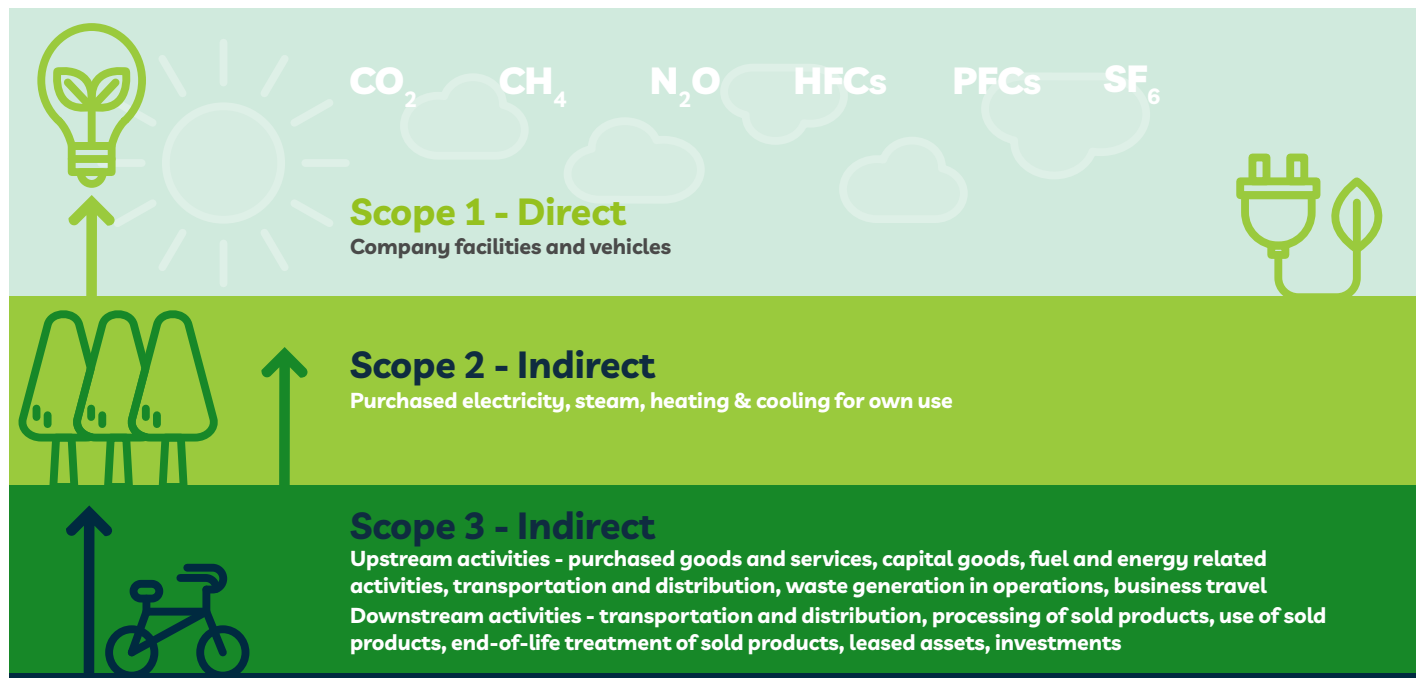 CO₂ CH₄ N₂O HFCs PFCs SF₆
Scope 1 - Direct
Company facilities and vehicles
Scope 2 - Indirect
Purchased electricity, steam, heating & cooling for own use
Scope 3 - Indirect
Upstream activities - purchased goods and services, capital goods, fuel and energy related
activities, transportation and distribution, waste generation in operations, business travel
Downstream activities - transportation and distribution, processing of sold products, use of sold
products, end-of-life treatment of sold products, leased assets, investments